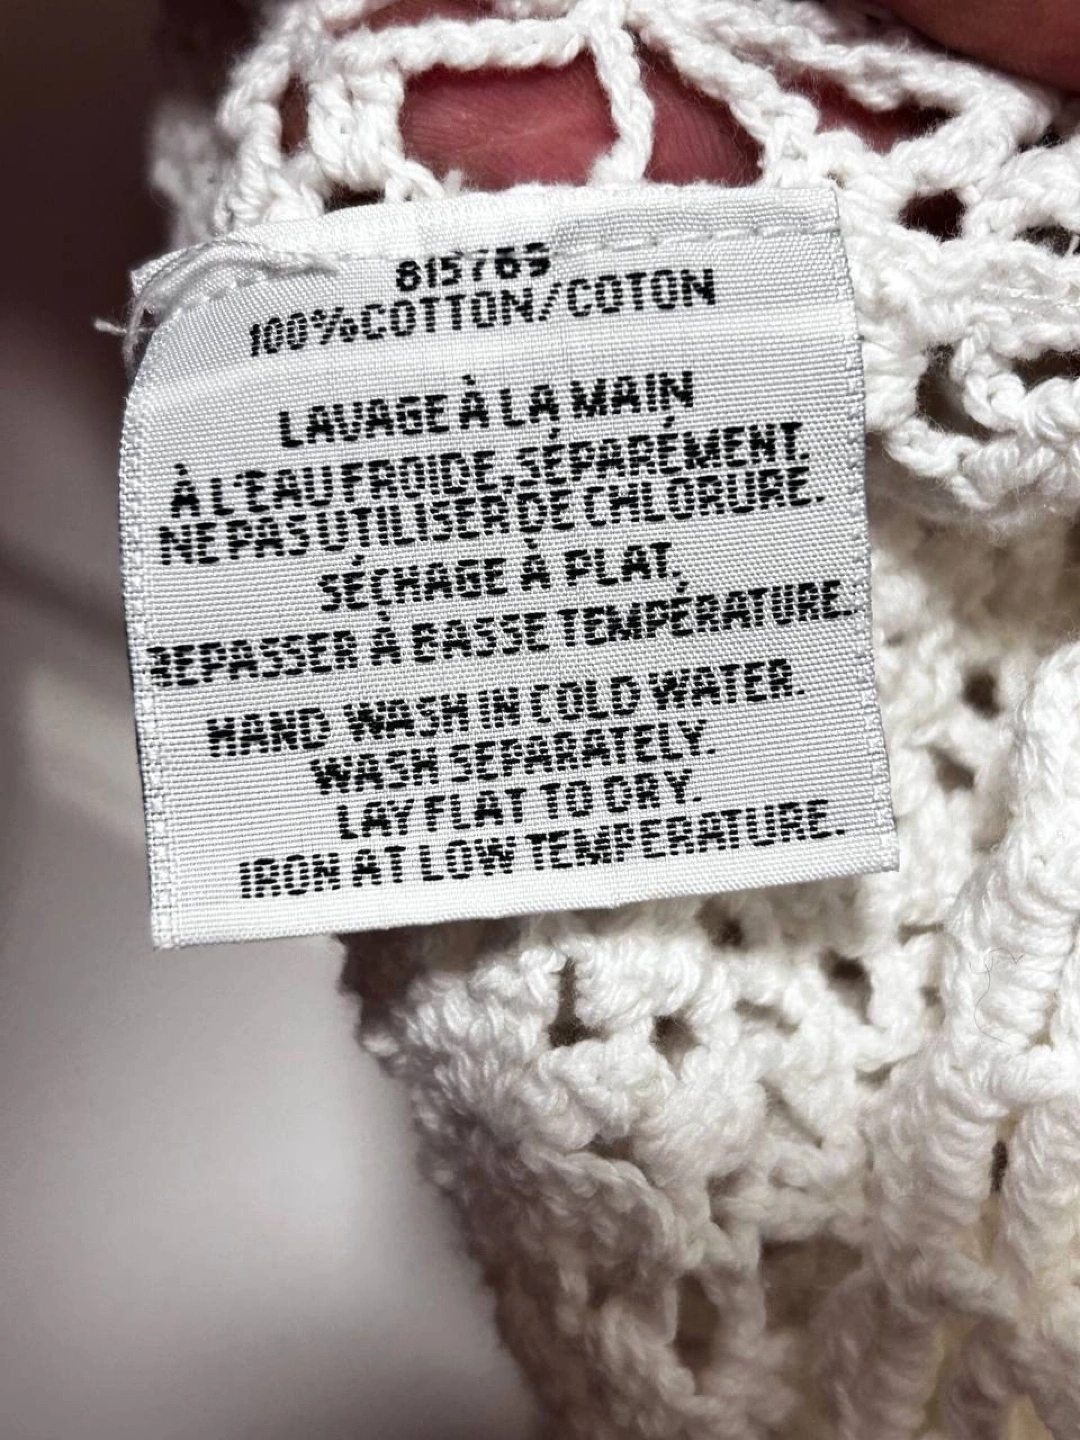 815769
100%COTTON/COTON
LAVAGE À LA MAIN
À L'EAU FROIDE, SÉPARÉMENT.
NE PAS UTILISER DE CHLORURE.
SÉCHAGE À PLAT.
REPASSER À BASSE TEMPÉRATURE.
HAND WASH IN COLD WATER.
WASH SEPARATELY.
LAY FLAT TO DRY.
IRON AT LOW TEMPERATURE.